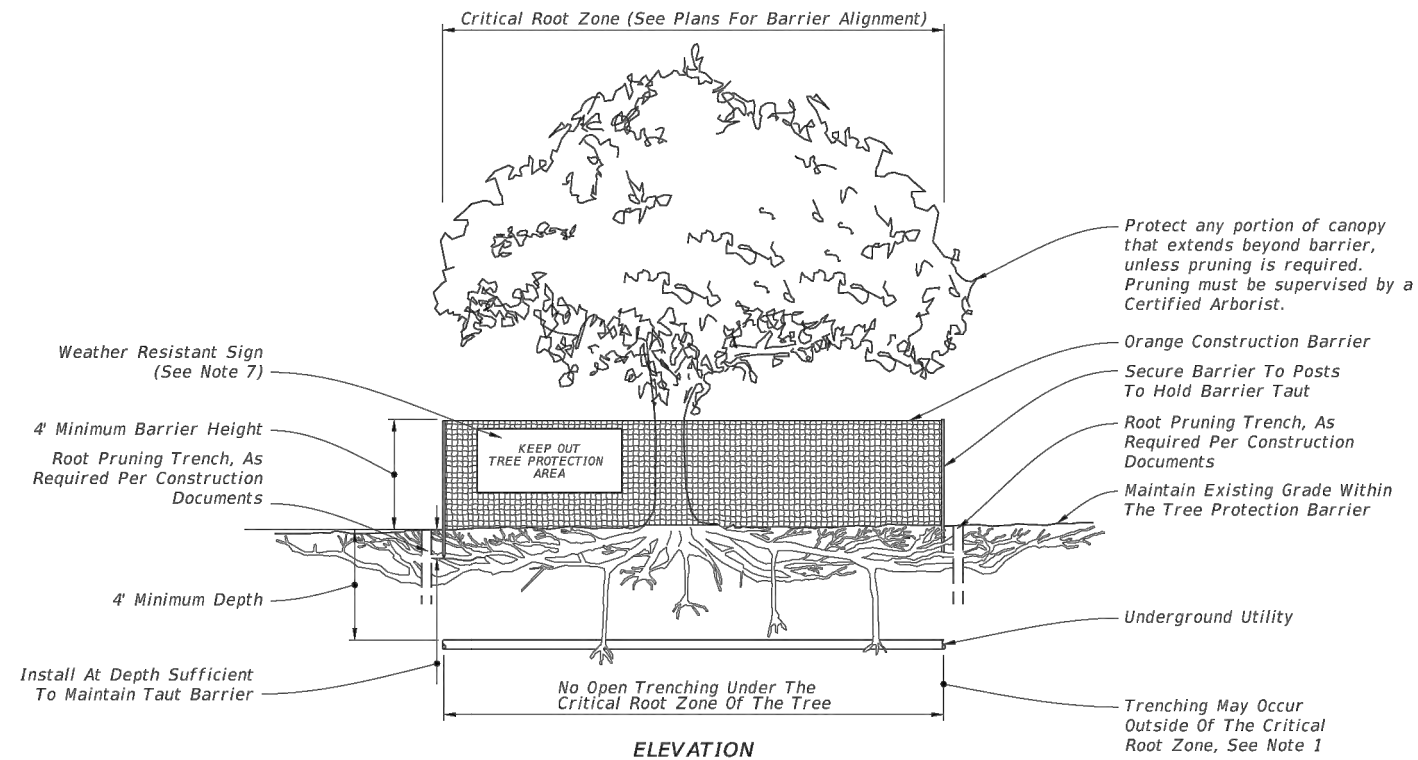 Critical Root Zone (See Plans For Barrier Alignment)
Protect any portion of canopy
that extends beyond barrier,
unless pruning is required.
Pruning must be supervised by a
Certified Arborist.
Orange Construction Barrier
Secure Barrier To Posts
To Hold Barrier Taut
Root Pruning Trench, As
Required Per Construction
Documents
Maintain Existing Grade Within
The Tree Protection Barrier
Weather Resistant Sign
(See Note 7)
4' Minimum Barrier Height
Root Pruning Trench, As
Required Per Construction
Documents
KEEP OUT
TREE PROTECTION
AREA
4' Minimum Depth
Underground Utility
Install At Depth Sufficient
To Maintain Taut Barrier
No Open Trenching Under The
Critical Root Zone Of The Tree
Trenching May Occur
Outside Of The Critical
Root Zone, See Note 1
ELEVATION